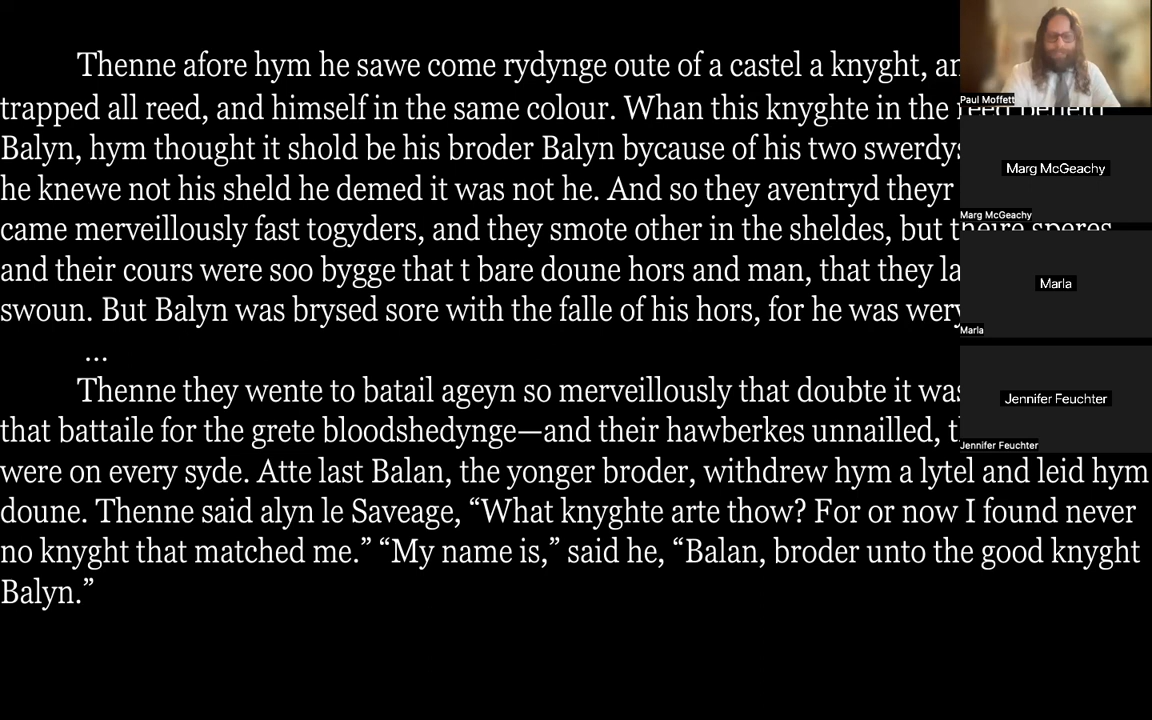 Thenne afore hym he sawe come rydynge oute of a castel a knyght,
trapped all reed, and himself in the same colour. Whan this knyghte in the reed beheld
Balyn, hym thought it shold be his broder Balyn bycause of his two swerdys
he knewe not his sheld he demed it was not he. And so they aventryd theyr
came merveillously fast togyders, and they smote other in the sheldes, but theire speres
and their cours were soo bygge that t bare doune hors and man, that they
swoun. But Balyn was brysed sore with the falle of his hors, for he was wery
...
Thenne they wente to batail ageyn so merveillously that doubte it was
that battaile for the grete bloodshedynge—and their hawberkes unnailled,
were on every syde. Atte last Balan, the yonger broder, withdrew hym a lytel and leid hym
doune. Thenne said alyn le Saveage, “What knyghte arte thow? For or now I found never
no knyght that matched me.” “My name is,” said he, “Balan, broder unto the good knyght
Balyn.”
Paul Moffett
Marg McGeachy
Marg McGeachy
Marla
Marla
Jennifer Feuchter
Jennifer Feuchter